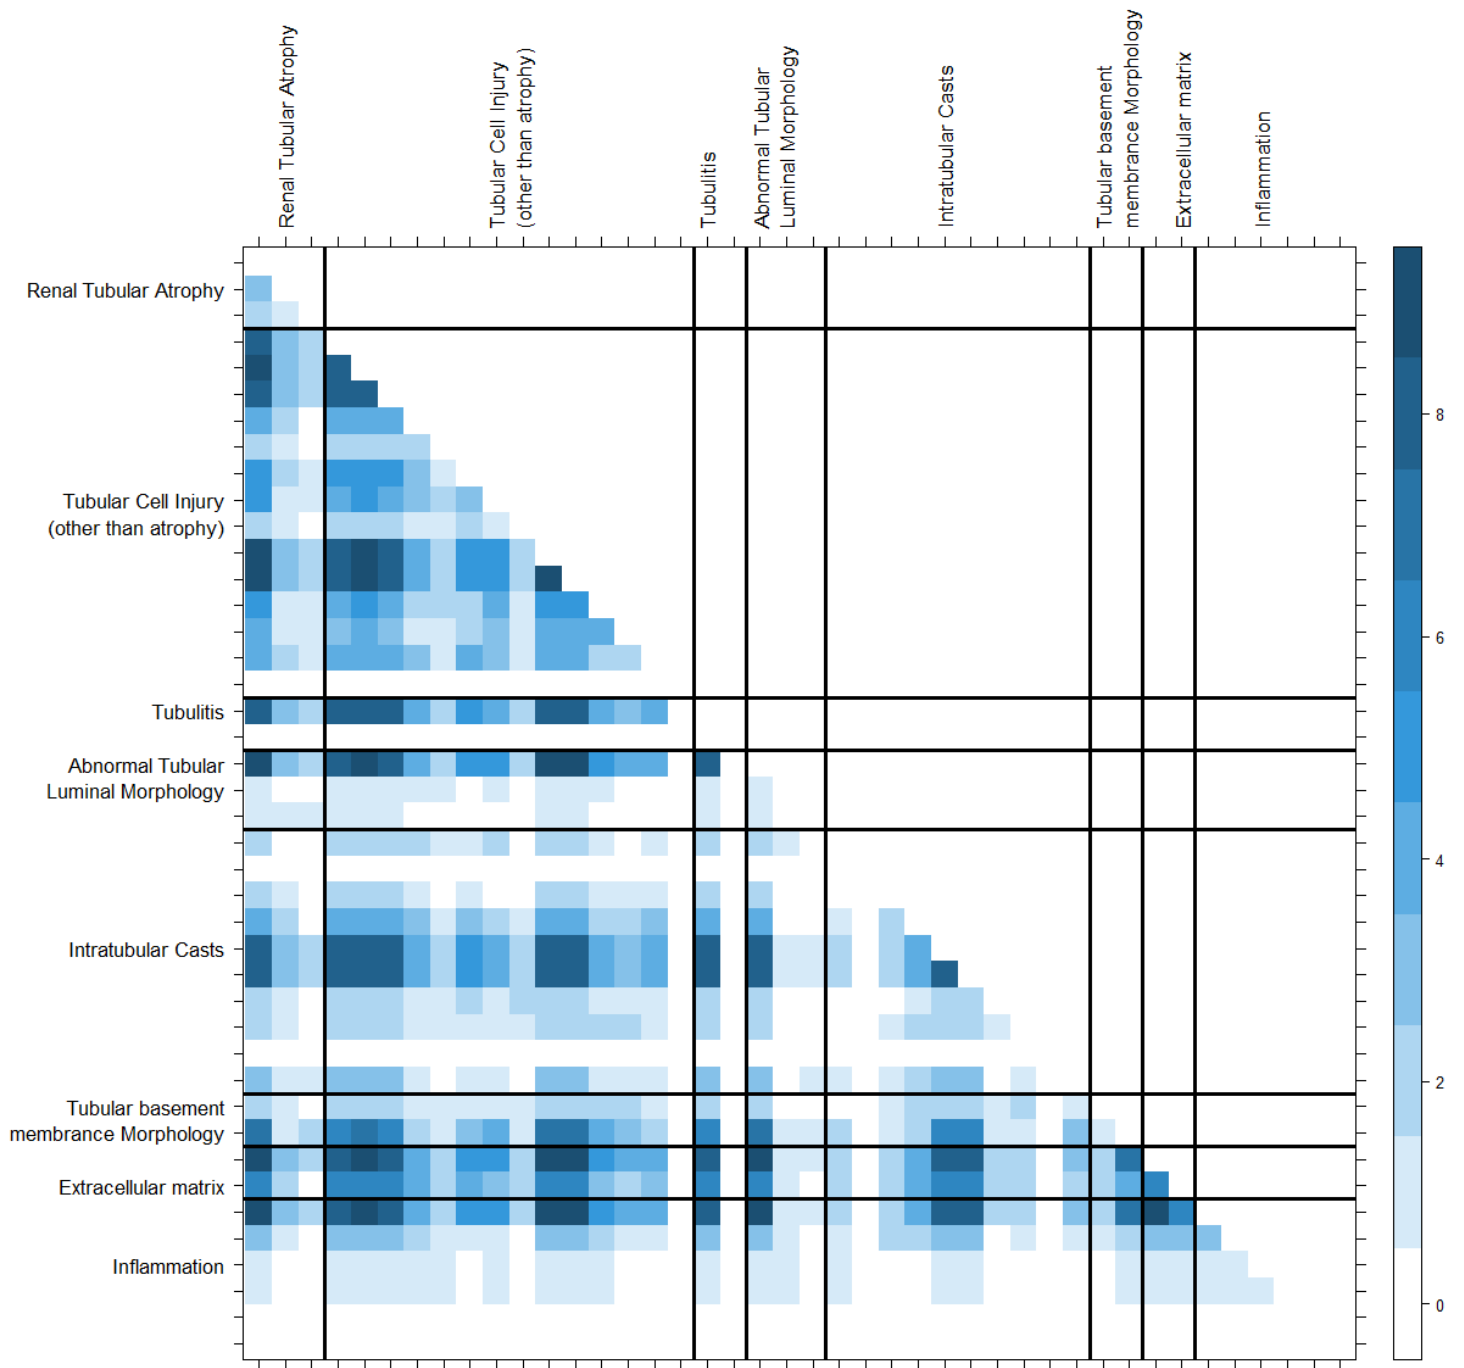 Renal Tubular Atrophy
Tubular Cell Injury
(other than atrophy)
Tubulitis
Abnormal Tubular
Luminal Morphology
Intratubular Casts
Tubular basement
membrane Morphology
Extracellular matrix
Inflammation
Renal Tubular Atrophy
Tubular Cell Injury
(other than atrophy)
Tubulitis
Abnormal Tubular
Luminal Morphology
Intratubular Casts
Tubular basement
membrane Morphology
Extracellular matrix
Inflammation
8
6
4
2
0